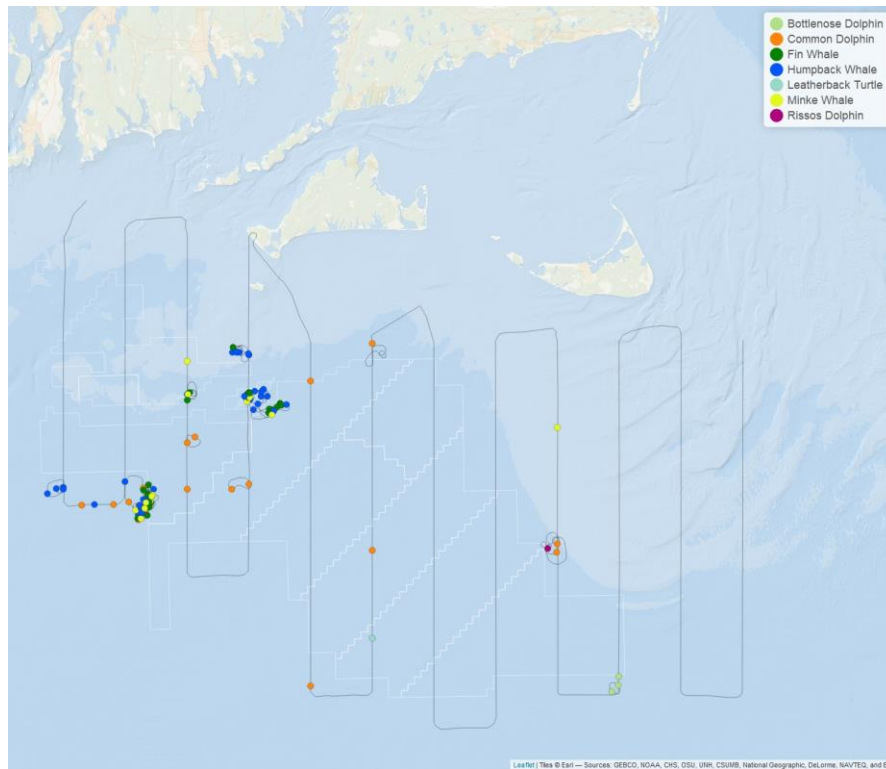 Bottlenose Dolphin
Common Dolphin
Fin Whale
Humpback Whale
Leatherback Turtle
Minke Whale
Rissos Dolphin
Leaflet | Tiles © Esri — Sources: GEBCO, NOAA, CHS, OSU, UNH, CSUMB, National Geographic, DeLorme, NAVTEQ, and E